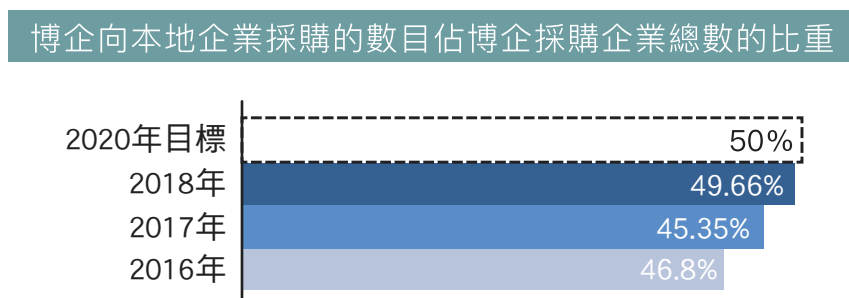 博企向本地企業採購的數目佔博企採購企業總數的比重
2020年目標 50%
2018年 49.66%
2017年 45.35%
2016年 46.8%